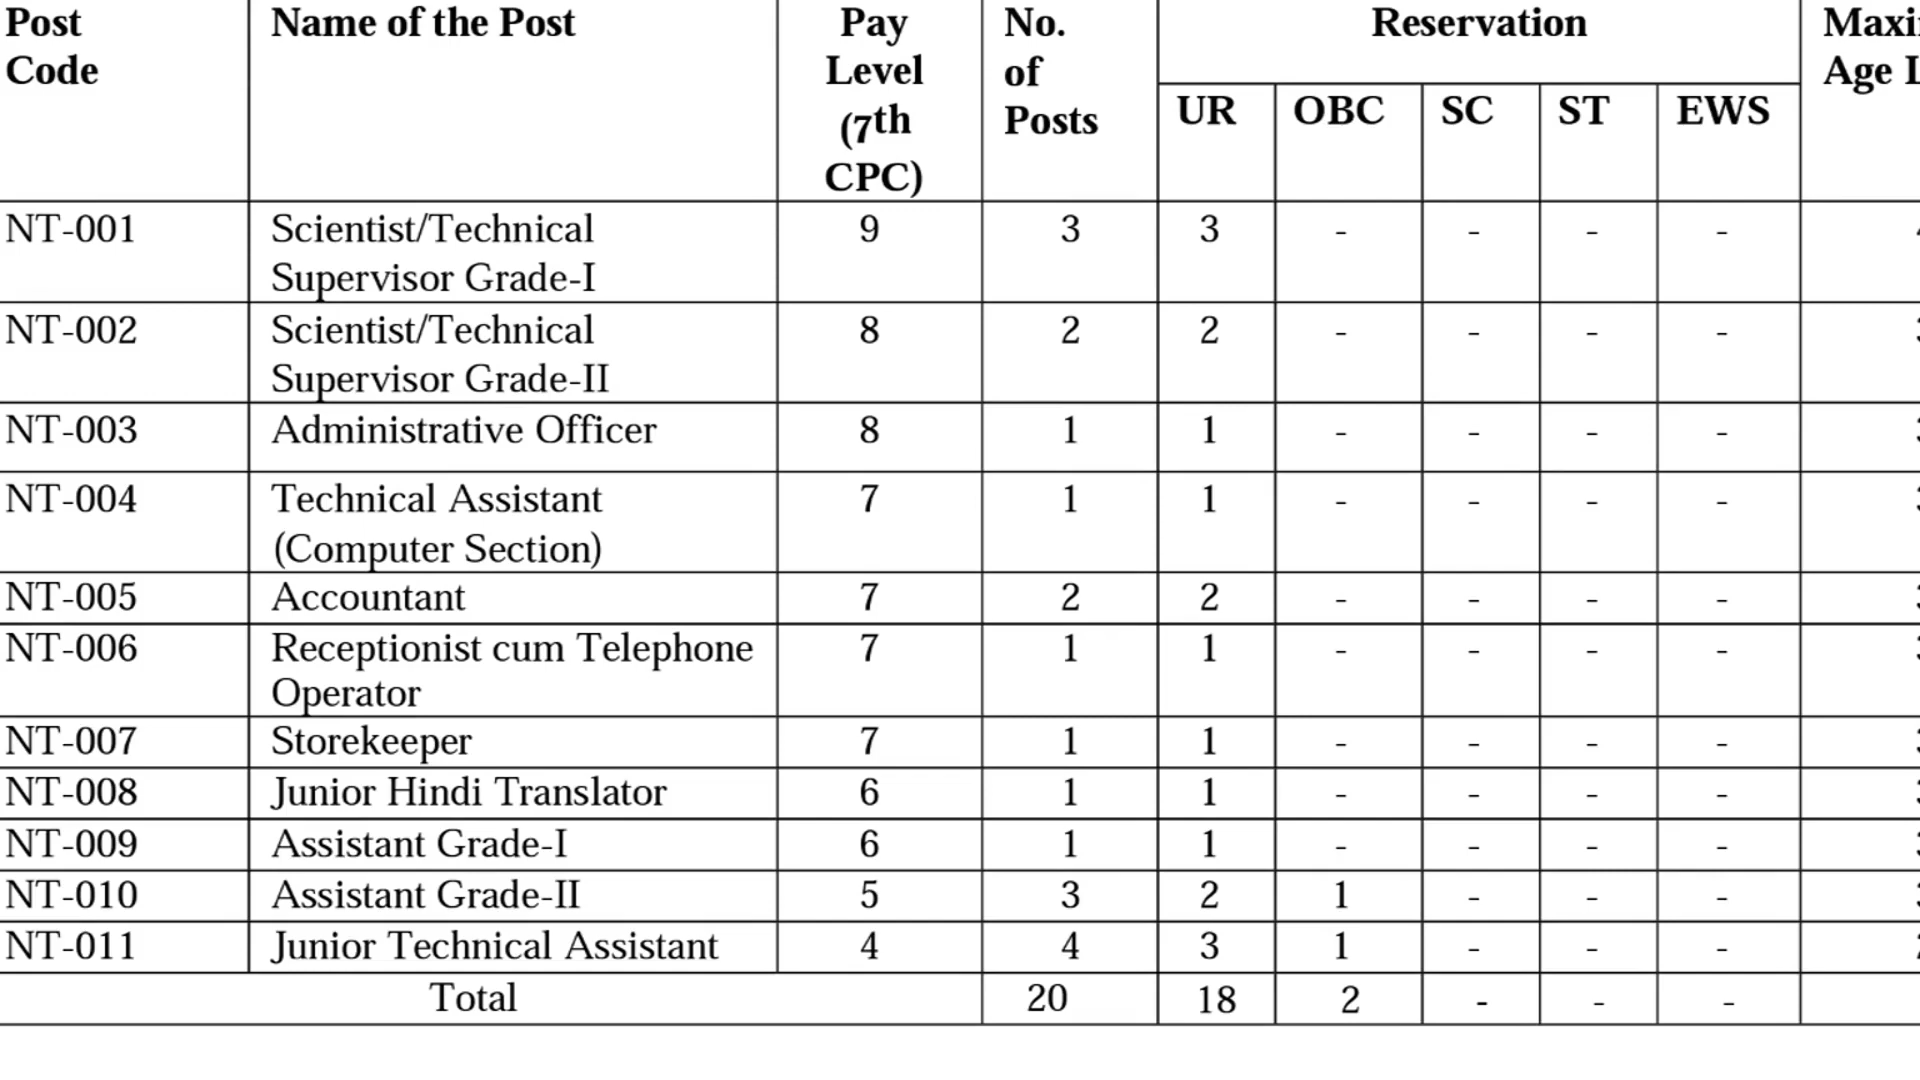 Post Code | Name of the Post | Pay Level (7th CPC) | No. of Posts | Reservation | Age
UR | OBC | SC | ST | EWS
NT-001 | Scientist/Technical Supervisor Grade-I | 9 | 3 | 3 | - | - | - | -
NT-002 | Scientist/Technical Supervisor Grade-II | 8 | 2 | 2 | - | - | - | -
NT-003 | Administrative Officer | 8 | 1 | 1 | - | - | - | -
NT-004 | Technical Assistant (Computer Section) | 7 | 1 | 1 | - | - | - | -
NT-005 | Accountant | 7 | 2 | 2 | - | - | - | -
NT-006 | Receptionist cum Telephone Operator | 7 | 1 | 1 | - | - | - | -
NT-007 | Storekeeper | 7 | 1 | 1 | - | - | - | -
NT-008 | Junior Hindi Translator | 6 | 1 | 1 | - | - | - | -
NT-009 | Assistant Grade-I | 6 | 1 | 1 | - | - | - | -
NT-010 | Assistant Grade-II | 5 | 3 | 2 | 1 | - | - | -
NT-011 | Junior Technical Assistant | 4 | 4 | 3 | 1 | - | - | -
Total | 20 | 18 | 2 | - | - | -